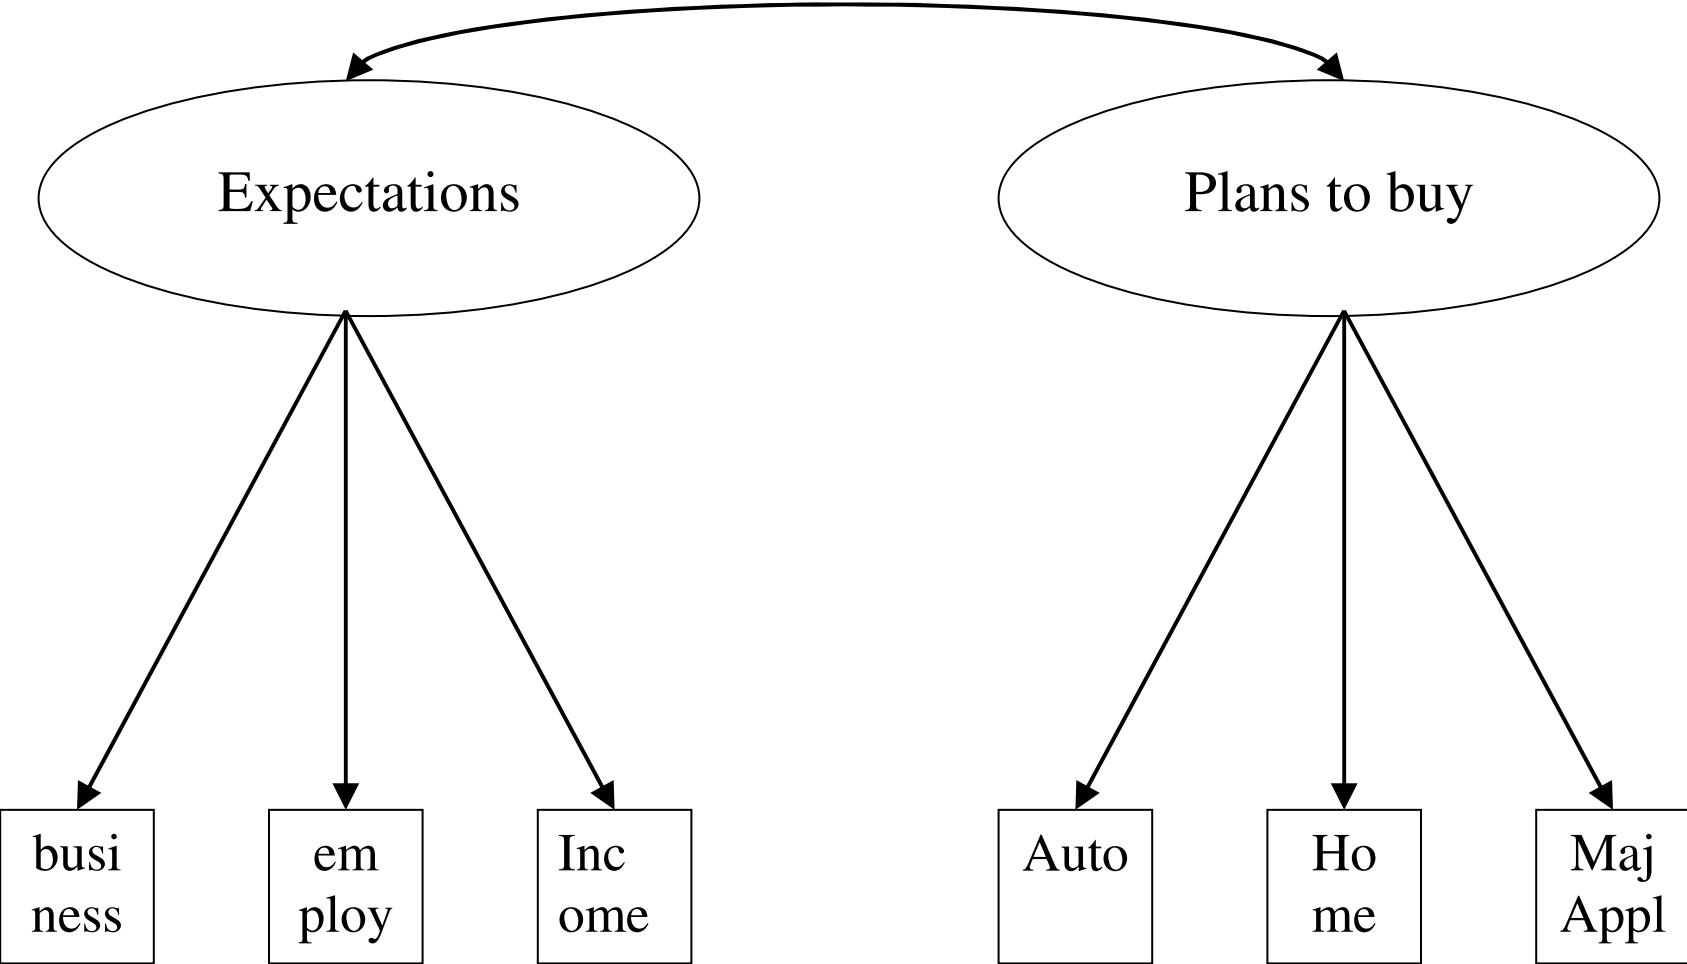 Expectations
Plans to buy
busi
ness
em
ploy
Inc
ome
Auto
Ho
me
Maj
Appl